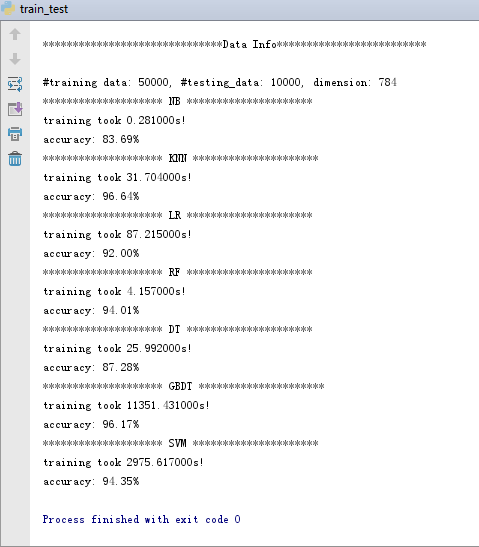 train_test
******************************Data Info*************************
#training data: 50000, #testing_data: 10000, dimension: 784
******************** NB *********************
training took 0.281000s!
accuracy: 83.69%
******************** KNN *********************
training took 31.704000s!
accuracy: 96.64%
******************** LR *********************
training took 87.215000s!
accuracy: 92.00%
******************** RF *********************
training took 4.157000s!
accuracy: 94.01%
******************** DT *********************
training took 25.992000s!
accuracy: 87.28%
******************** GBDT *********************
training took 11351.431000s!
accuracy: 96.17%
******************** SVM *********************
training took 2975.617000s!
accuracy: 94.35%
Process finished with exit code 0